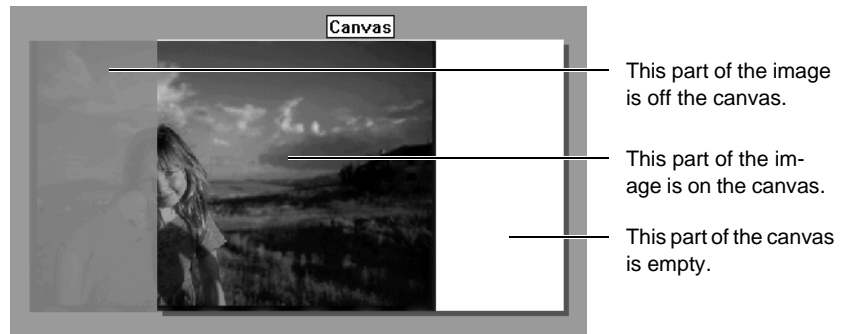 Canvas
This part of the image
is off the canvas.
This part of the im-
age is on the canvas.
This part of the canvas
is empty.